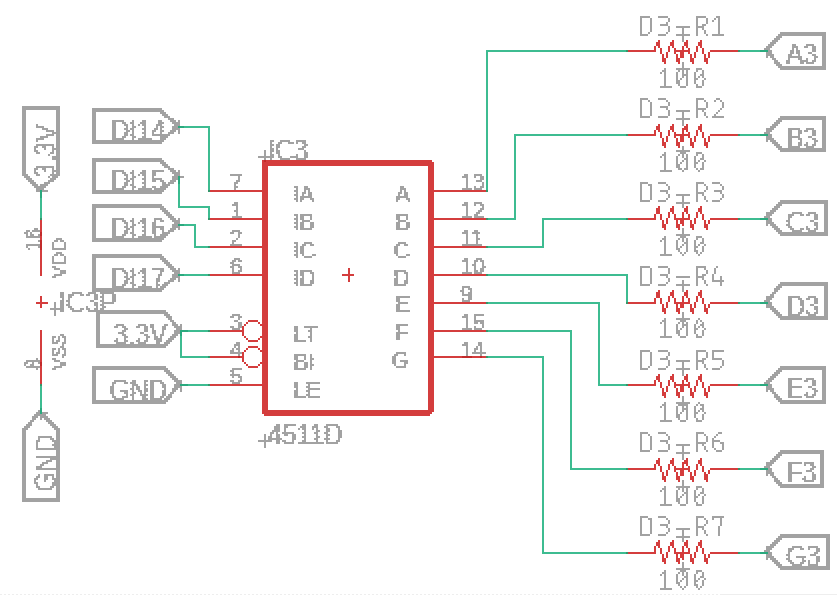 D3-R1
100
A3
D3-R2
100
B3
D3-R3
100
C3
D3-R4
100
D3
D3-R5
100
E3
D3-R6
100
F3
D3-R7
100
G3
3.3V
16
VDD
IC3P
8
VSS
GND
DI14
DI15
DI16
DI17
3.3V
GND
IC3
7 IA A 13
1 IB B 12
2 IC C 11
6 ID D 10
E 9
3 LT F 15
4 BI G 14
5 LE
4511D